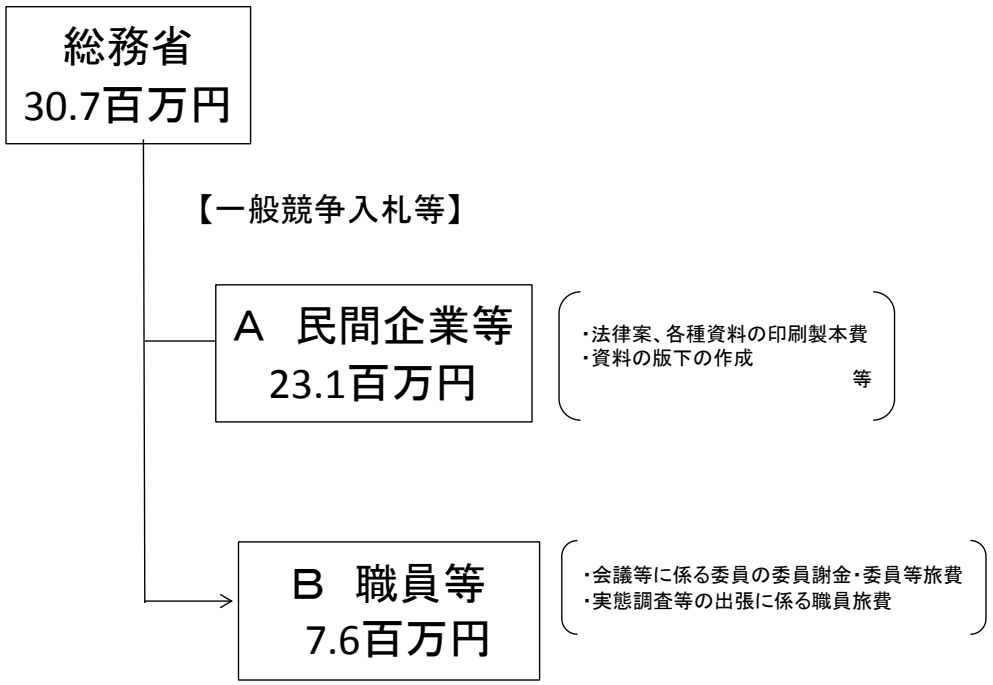 総務省
30.7百万円
【一般競争入札等】
A　民間企業等
23.1百万円
・法律案、各種資料の印刷製本費
・資料の版下の作成
等
B　職員等
7.6百万円
・会議等に係る委員の委員謝金・委員等旅費
・実態調査等の出張に係る職員旅費